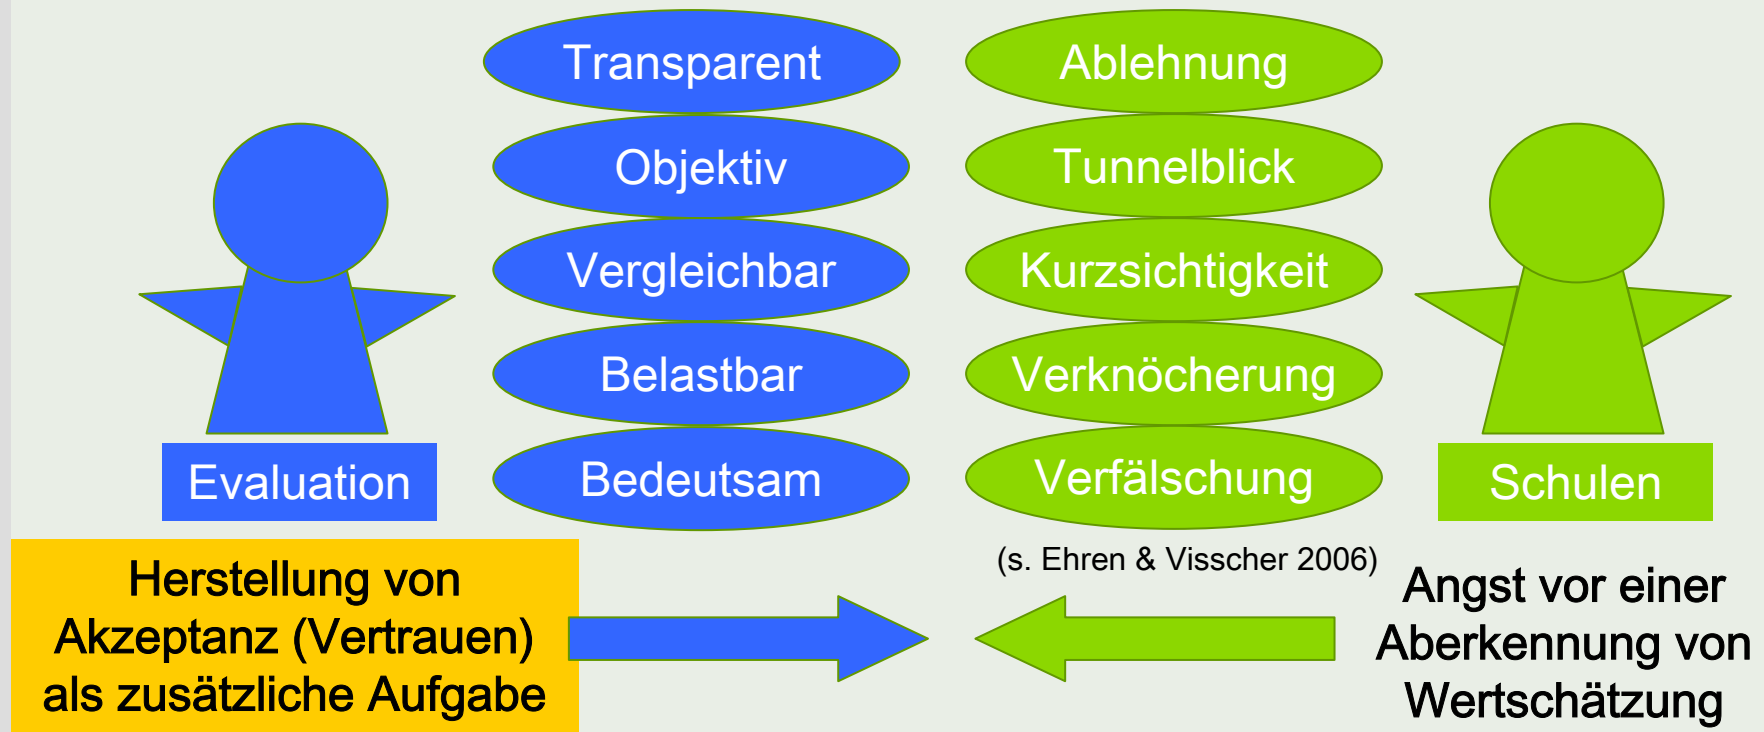 Transparent
Objektiv
Vergleichbar
Belastbar
Bedeutsam
Ablehnung
Tunnelblick
Kurzsichtigkeit
Verknöcherung
Verfälschung
Evaluation
Schulen
(s. Ehren & Visscher 2006)
Herstellung von
Akzeptanz (Vertrauen)
als zusätzliche Aufgabe
Angst vor einer
Aberkennung von
Wertschätzung